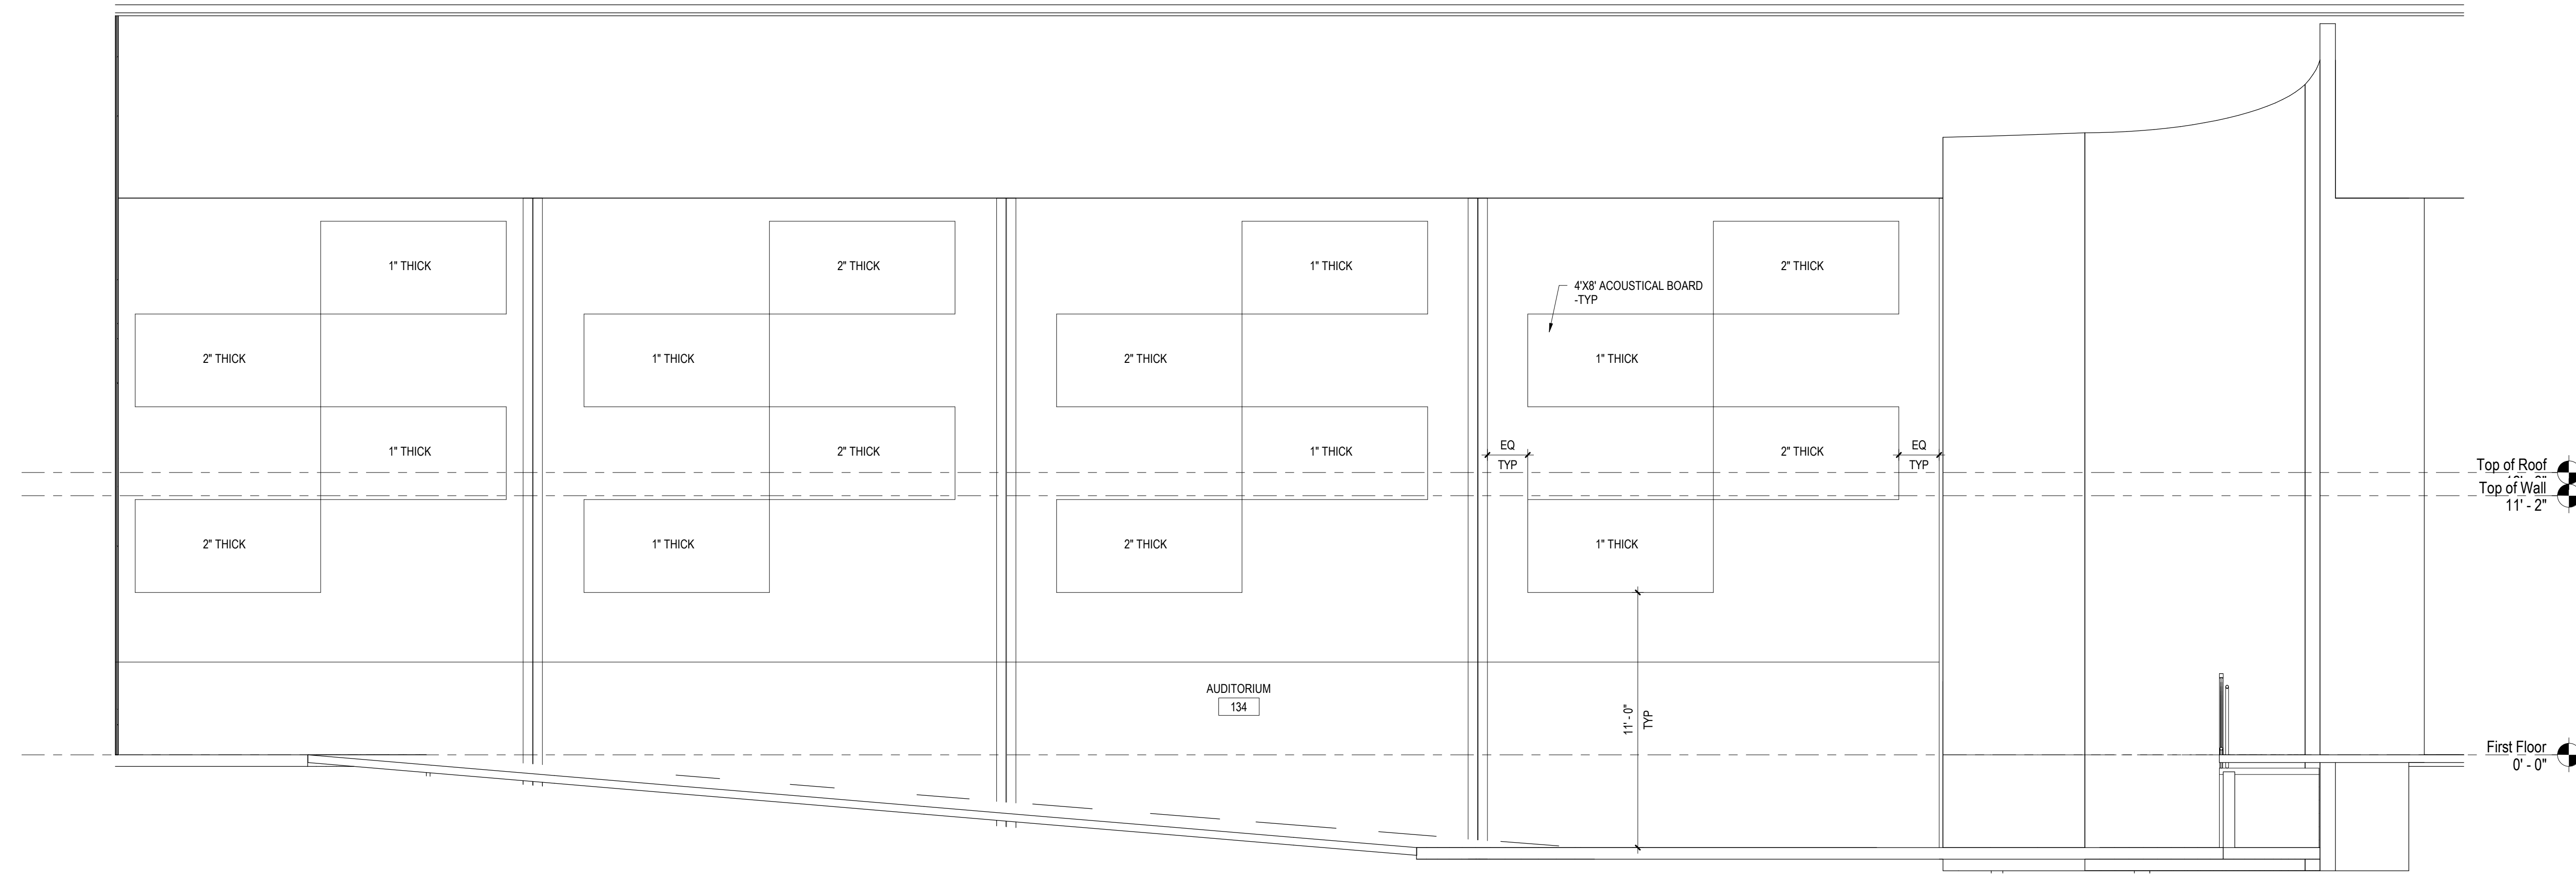 1" THICK
2" THICK
1" THICK
2" THICK
4'X8' ACOUSTICAL BOARD
-TYP
2" THICK
1" THICK
2" THICK
1" THICK
1" THICK
2" THICK
1" THICK
2" THICK
EQ
TYP
EQ
TYP
Top of Roof
Top of Wall
11' - 2"
2" THICK
1" THICK
2" THICK
1" THICK
AUDITORIUM
134
11' - 0"
TYP
First Floor
0' - 0"